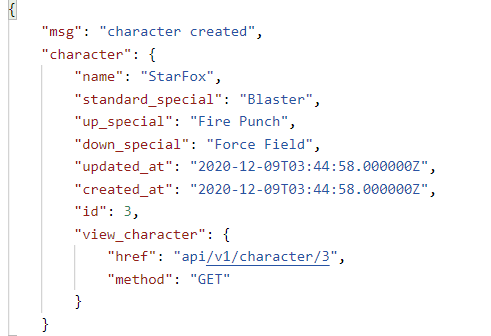 {
"msg": "character created",
"character": {
"name": "StarFox",
"standard_special": "Blaster",
"up_special": "Fire Punch",
"down_special": "Force Field",
"updated_at": "2020-12-09T03:44:58.000000Z",
"created_at": "2020-12-09T03:44:58.000000Z",
"id": 3,
"view_character": {
"href": "api/v1/character/3",
"method": "GET"
}
}